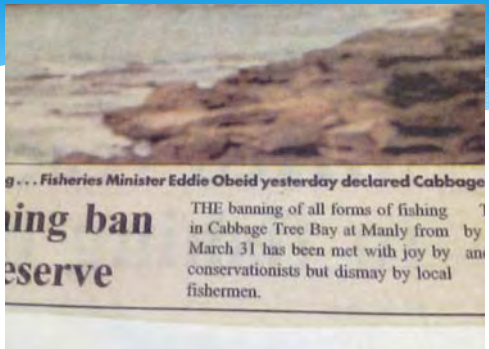 g... Fisheries Minister Eddie Obeid yesterday declared Cabbage
ing ban
eserve
THE banning of all forms of fishing
in Cabbage Tree Bay at Manly from
March 31 has been met with joy by
conservationists but dismay by local
fishermen.
T
by
and